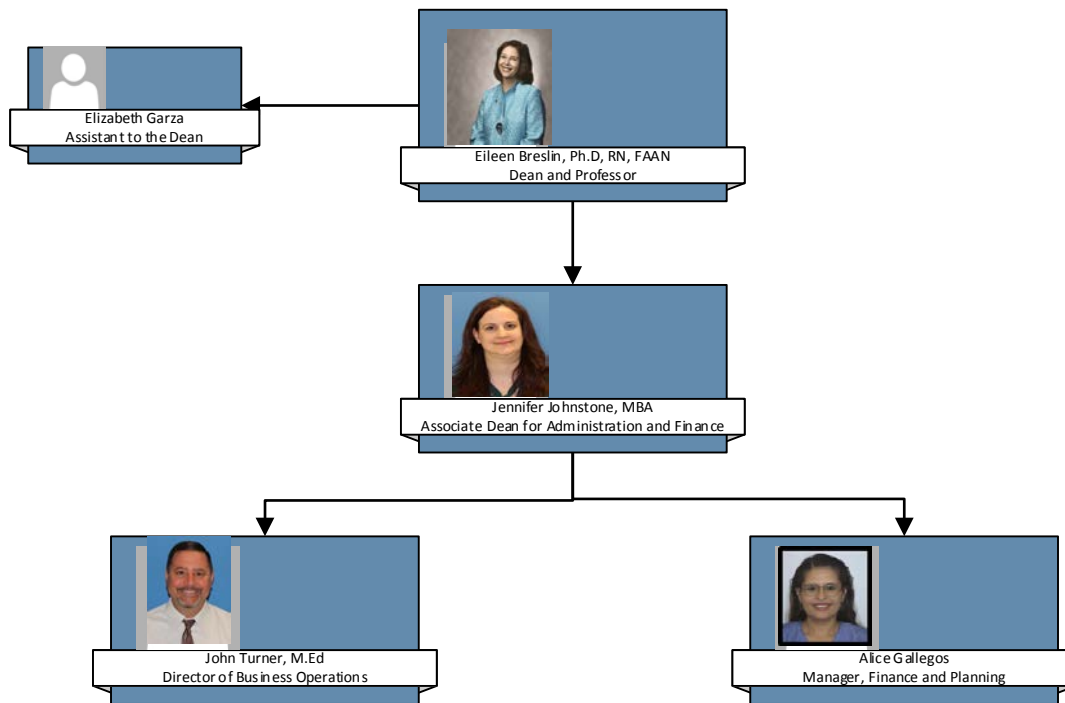 Elizabeth Garza
Assistant to the Dean
Eileen Breslin, Ph.D, RN, FAAN
Dean and Professor
Jennifer Johnstone, MBA
Associate Dean for Administration and Finance
John Turner, M.Ed
Director of Business Operations
Alice Gallegos
Manager, Finance and Planning